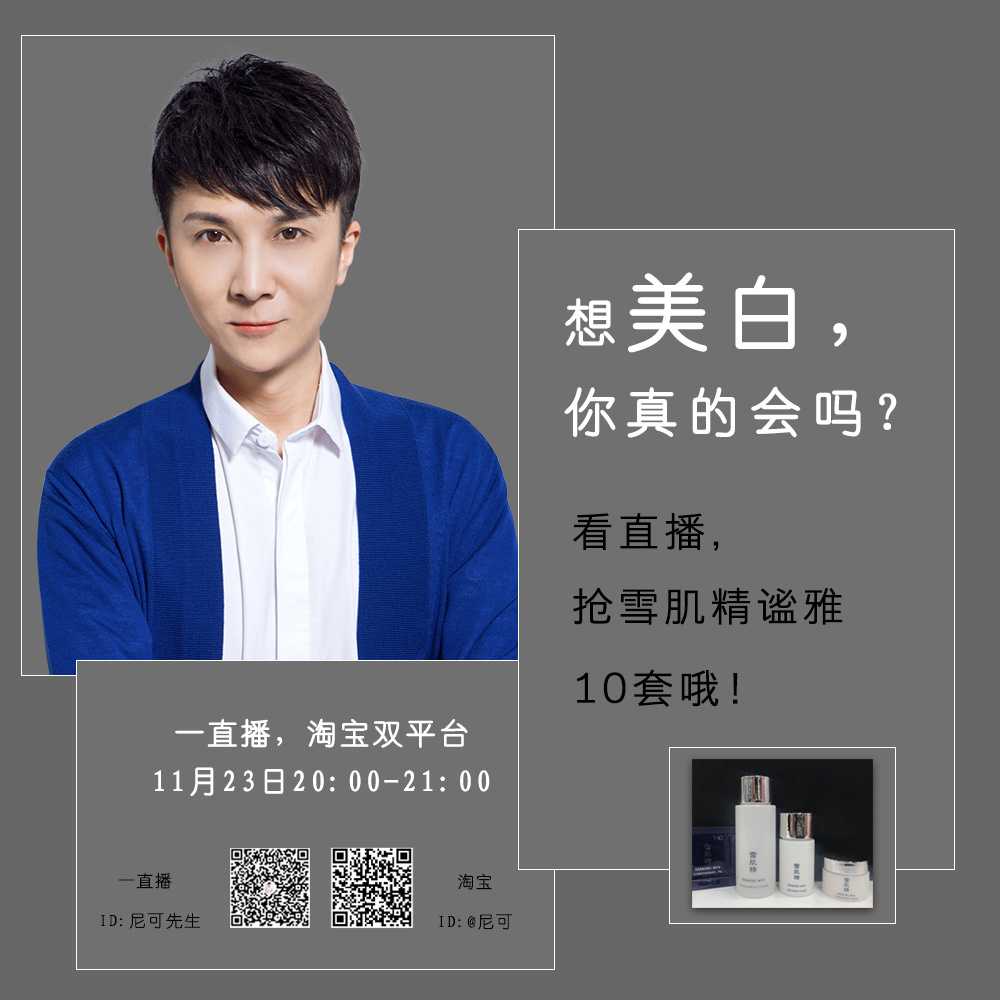 想美白，
你真的会吗？
看直播，
抢雪肌精谧雅
10套哦！
一直播，淘宝双平台
11月23日20：00-21：00
一直播
ID：尼可先生
淘宝
ID：@尼可
雪肌精
雪肌精
雪肌精